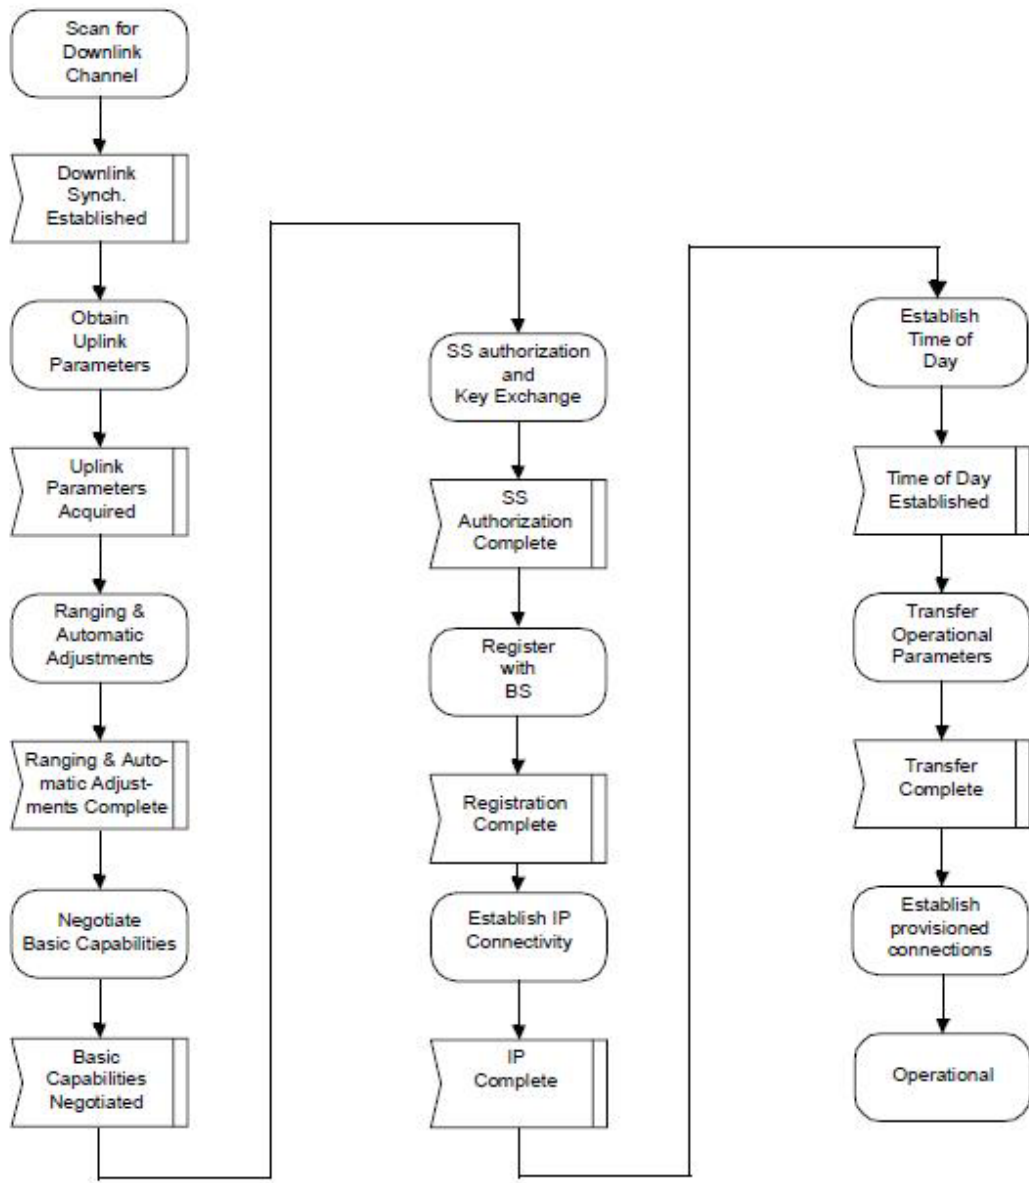 Scan for
Downlink
Channel
Downlink
Synch.
Established
Obtain
Uplink
Parameters
Uplink
Parameters
Acquired
Ranging &
Automatic
Adjustments
Ranging & Auto-
matic Adjust-
ments Complete
Negotiate
Basic Capabilities
Basic
Capabilities
Negotiated
SS authorization
and
Key Exchange
SS
Authorization
Complete
Register
with
BS
Registration
Complete
Establish IP
Connectivity
IP
Complete
Establish
Time of
Day
Time of Day
Established
Transfer
Operational
Parameters
Transfer
Complete
Establish
provisioned
connections
Operational